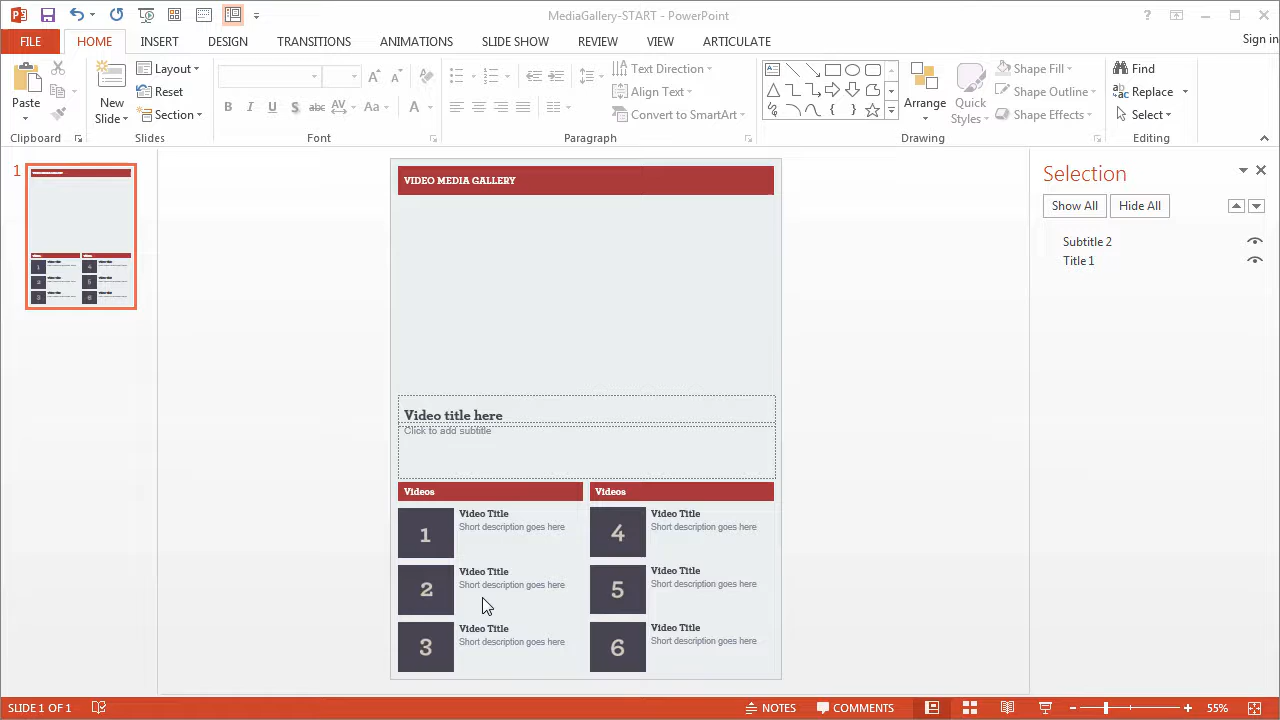 MediaGallery-START - PowerPoint
?
FILE
HOME
INSERT
DESIGN
TRANSITIONS
ANIMATIONS
SLIDE SHOW
REVIEW
VIEW
ARTICULATE
Sign in
Paste
New
Slide
Layout
Reset
Section
B I U S abc AV Aa A
A A
Text Direction
Align Text
Convert to SmartArt
Arrange
Quick
Styles
Shape Fill
Shape Outline
Shape Effects
Find
Replace
Select
Clipboard
Slides
Font
Paragraph
Drawing
Editing
1
VIDEO MEDIA GALLERY
Video title here
Click to add subtitle
Videos
Videos
1
Video Title
Short description goes here
4
Video Title
Short description goes here
2
Video Title
Short description goes here
5
Video Title
Short description goes here
3
Video Title
Short description goes here
6
Video Title
Short description goes here
Selection
Show All
Hide All
Subtitle 2
Title 1
SLIDE 1 OF 1
NOTES
COMMENTS
55%